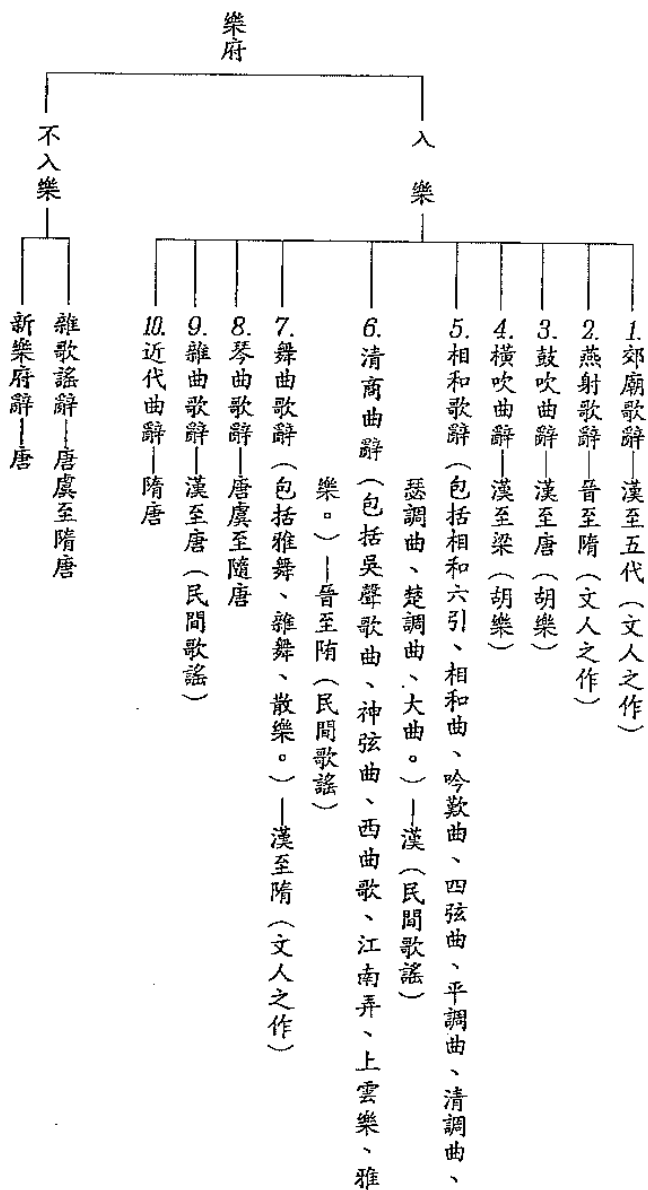 樂府
入樂
1. 郊廟歌辭—漢至五代（文人之作）
2. 燕射歌辭—晉至隋（文人之作）
3. 鼓吹曲辭—漢至唐（胡樂）
4. 橫吹曲辭—漢至梁（胡樂）
5. 相和歌辭（包括相和六引、相和曲、吟歎曲、四弦曲、平調曲、清調曲、
瑟調曲、楚調曲、大曲。）—漢（民間歌謠）
6. 清商曲辭（包括吳聲歌曲、神弦曲、西曲歌、江南弄、上雲樂、雅
樂。）—晉至隋（民間歌謠）
7. 舞曲歌辭（包括雅舞、雜舞、散樂。）—漢至隋（文人之作）
8. 琴曲歌辭—唐虞至隨唐
9. 雜曲歌辭—漢至唐（民間歌謠）
10. 近代曲辭—隋唐
不入樂
雜歌謠辭—唐虞至隋唐
新樂府辭—唐